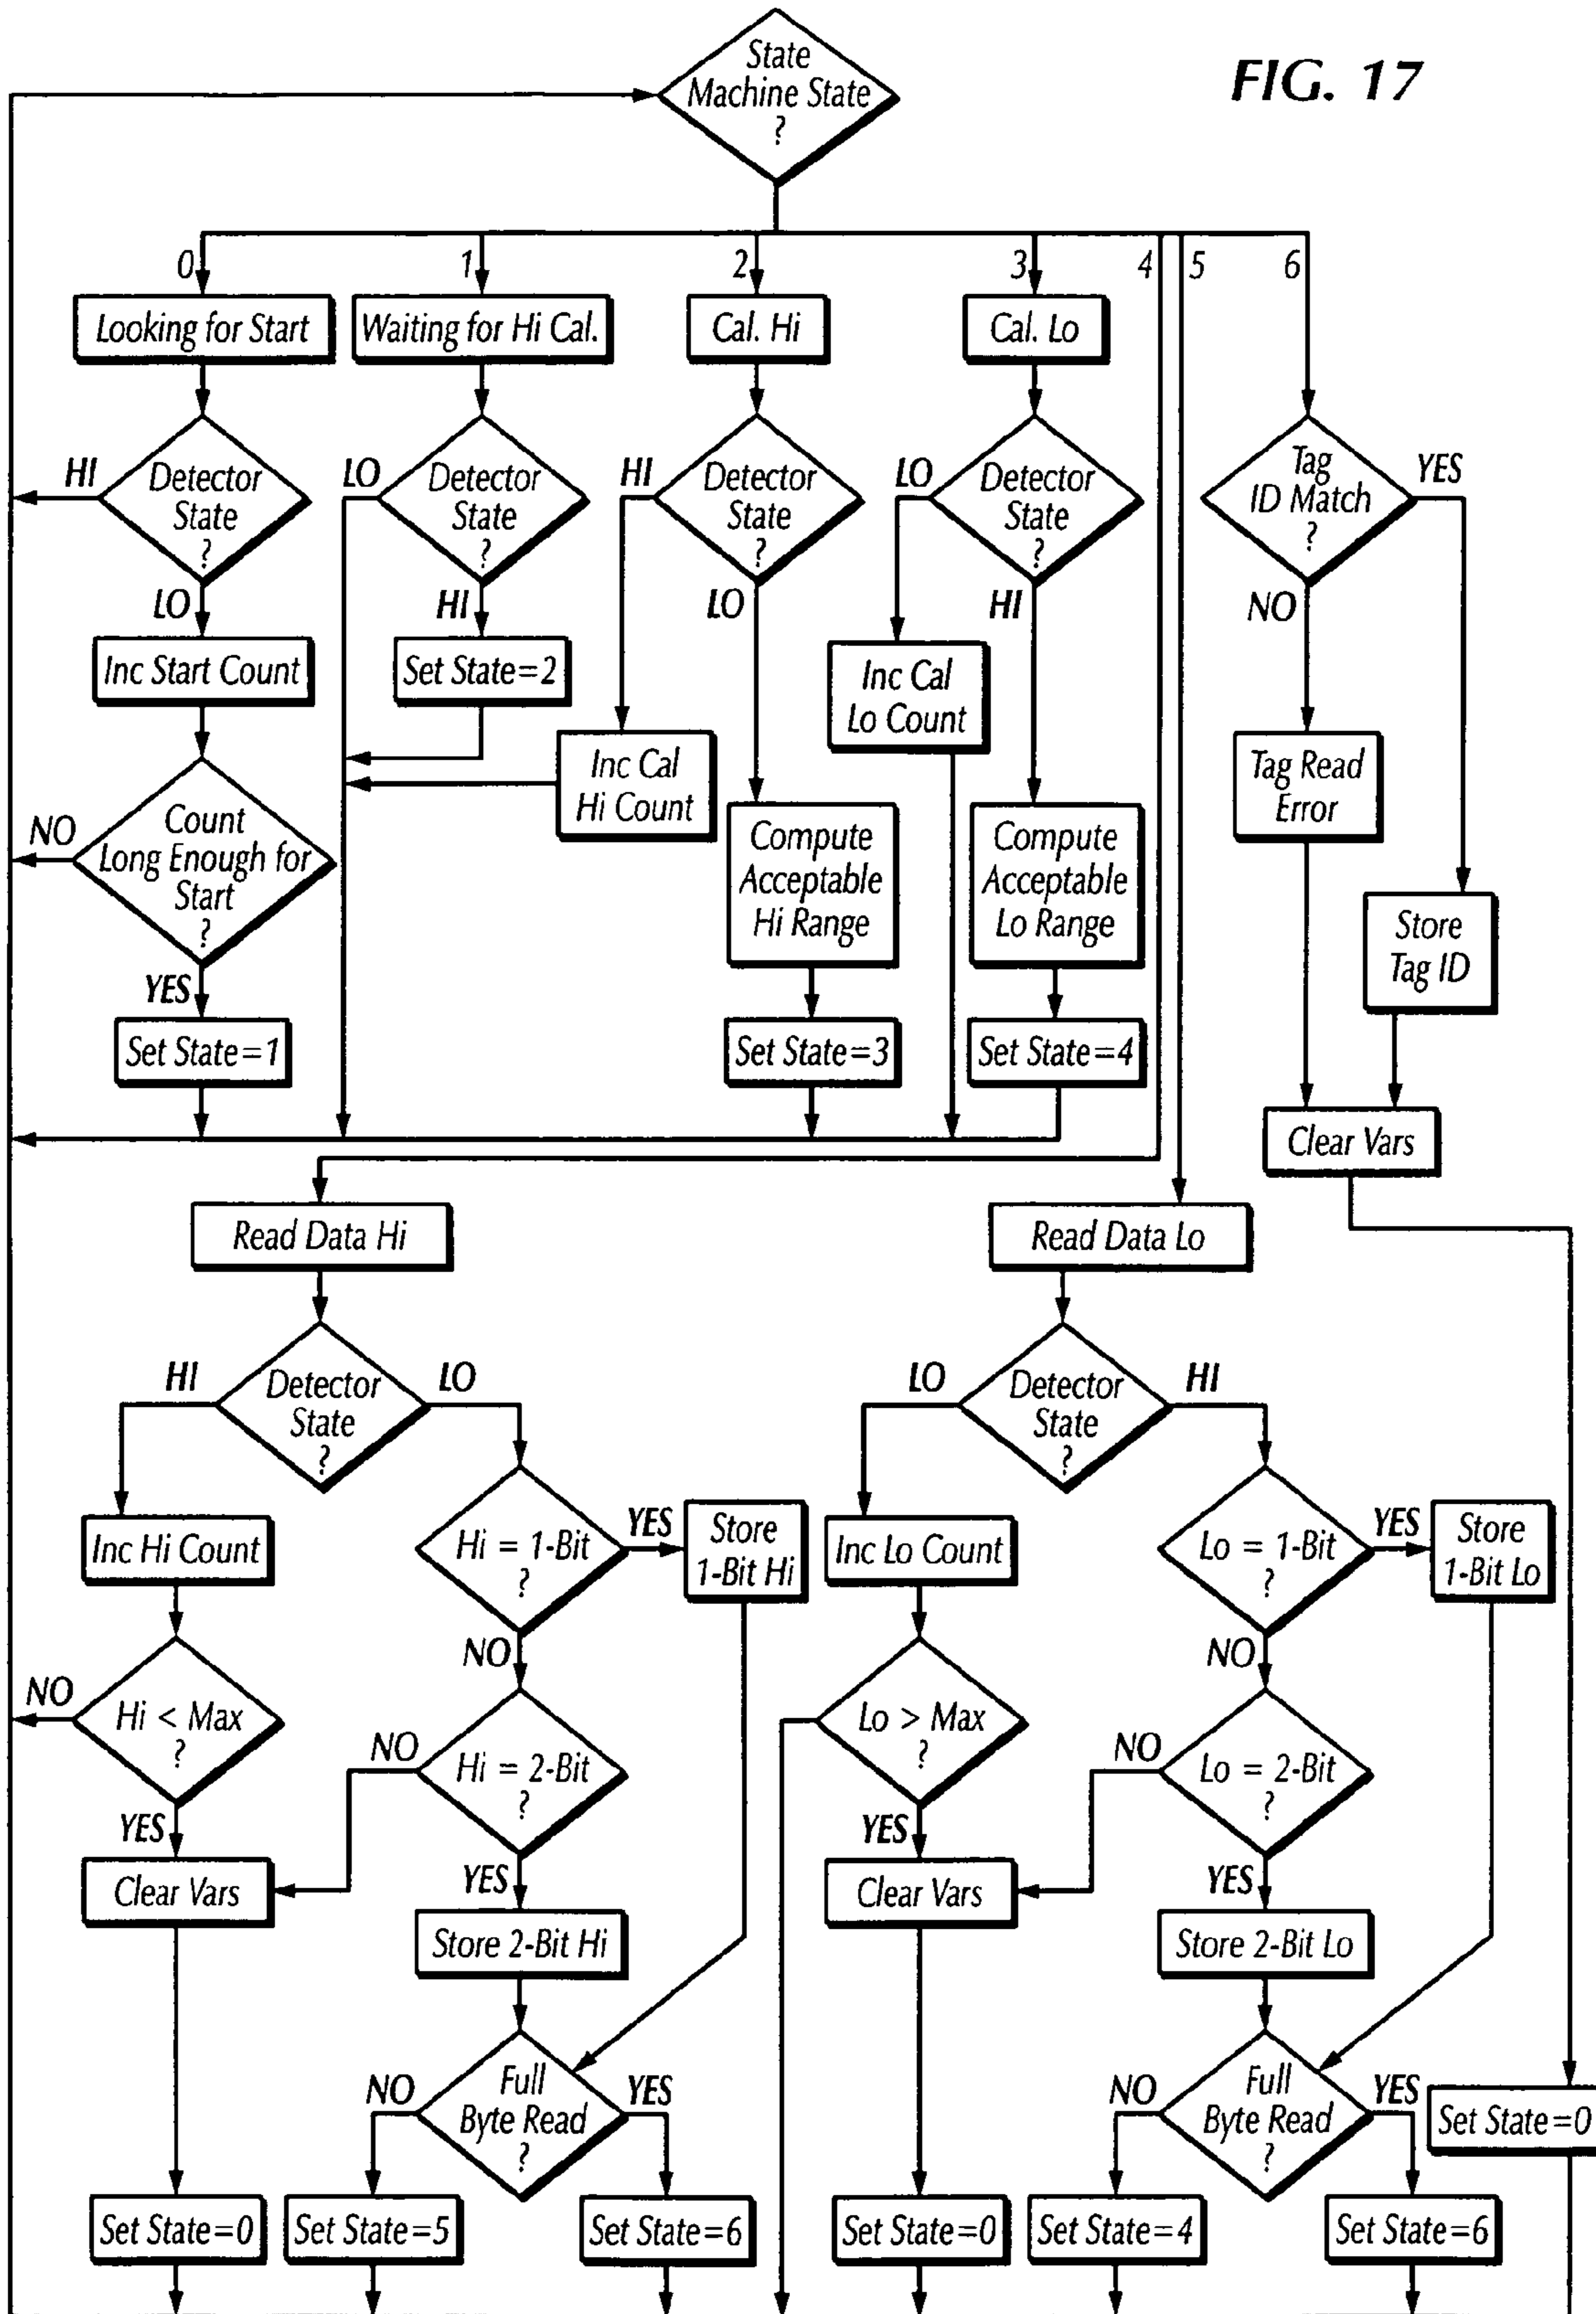 FIG. 17
State
Machine State
?
0
1
2
3
4
5
6
Looking for Start
Waiting for Hi Cal.
Cal. Hi
Cal. Lo
HI
Detector
State
?
LO
LO
Detector
State
?
HI
HI
Detector
State
?
LO
LO
Detector
State
?
HI
Tag
ID Match
?
YES
NO
Inc Start Count
Set State=2
Inc Cal
Hi Count
Inc Cal
Lo Count
Tag Read
Error
Count
Long Enough for
Start
?
NO
YES
Compute
Acceptable
Hi Range
Compute
Acceptable
Lo Range
Store
Tag ID
Set State=1
Set State=3
Set State=4
Clear Vars
Read Data Hi
Read Data Lo
HI
Detector
State
?
LO
LO
Detector
State
?
HI
Inc Hi Count
Hi = 1-Bit
?
YES
Store
1-Bit Hi
NO
Inc Lo Count
Lo = 1-Bit
?
YES
Store
1-Bit Lo
NO
NO
Hi < Max
?
YES
NO
Hi = 2-Bit
?
YES
Lo > Max
?
YES
NO
Lo = 2-Bit
?
YES
Clear Vars
Store 2-Bit Hi
Clear Vars
Store 2-Bit Lo
NO
Full
Byte Read
?
YES
NO
Full
Byte Read
?
YES
Set State=0
Set State=0
Set State=5
Set State=6
Set State=0
Set State=4
Set State=6